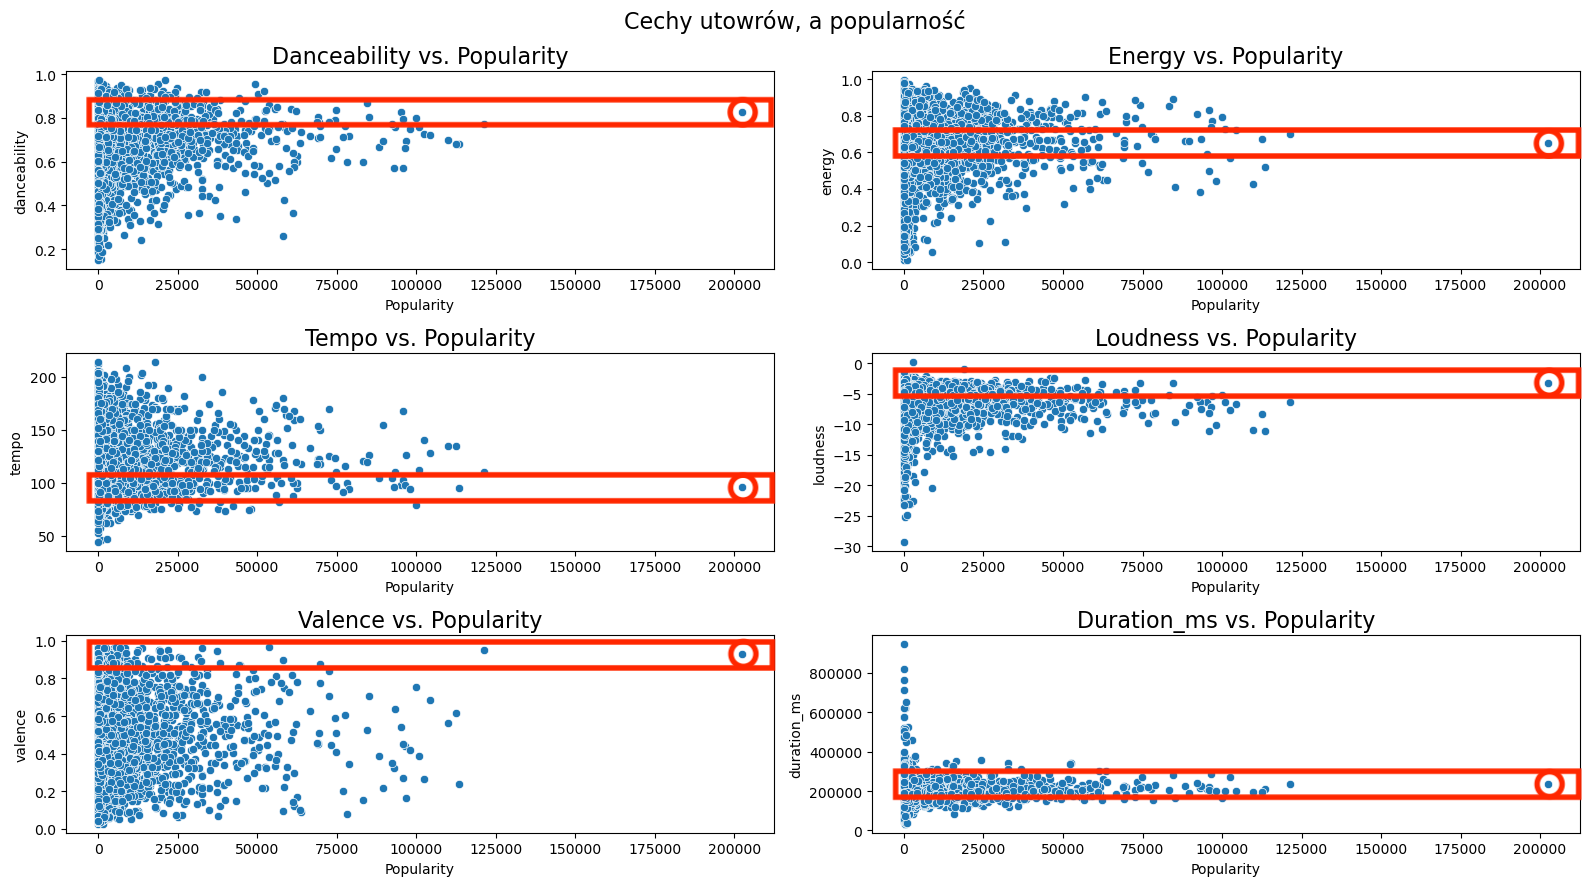 Cechy utowrów, a popularność
Danceability vs. Popularity
danceability
1.0
0.8
0.6
0.4
0.2
0 25000 50000 75000 100000 125000 150000 175000 200000
Popularity
Energy vs. Popularity
energy
1.0
0.8
0.6
0.4
0.2
0.0
0 25000 50000 75000 100000 125000 150000 175000 200000
Popularity
Tempo vs. Popularity
tempo
200
150
100
50
0 25000 50000 75000 100000 125000 150000 175000 200000
Popularity
Loudness vs. Popularity
loudness
0
−5
−10
−15
−20
−25
−30
0 25000 50000 75000 100000 125000 150000 175000 200000
Popularity
Valence vs. Popularity
valence
1.0
0.8
0.6
0.4
0.2
0.0
0 25000 50000 75000 100000 125000 150000 175000 200000
Popularity
Duration_ms vs. Popularity
duration_ms
800000
600000
400000
200000
0
0 25000 50000 75000 100000 125000 150000 175000 200000
Popularity